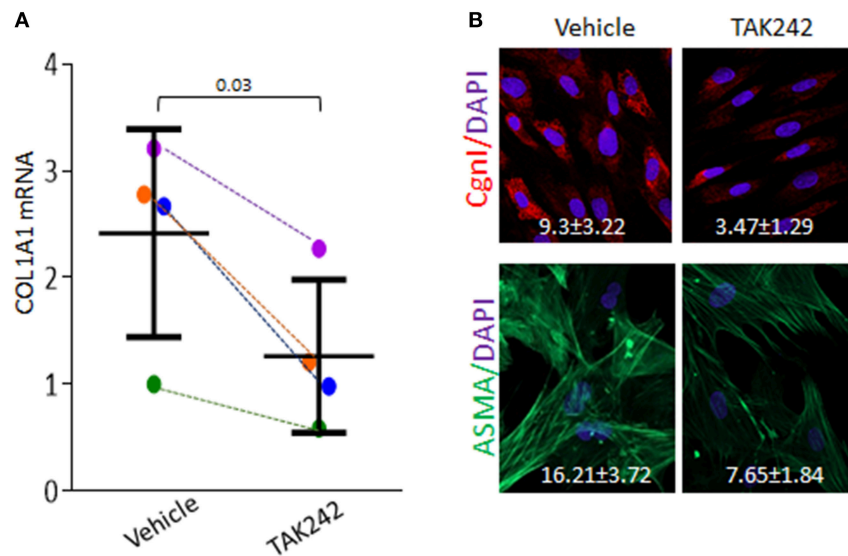 A
COL1A1 mRNA
4
3
2
1
0
0.03
Vehicle
TAK242
B
Vehicle
TAK242
CgnI/DAPI
9.3±3.22
3.47±1.29
ASMA/DAPI
16.21±3.72
7.65±1.84